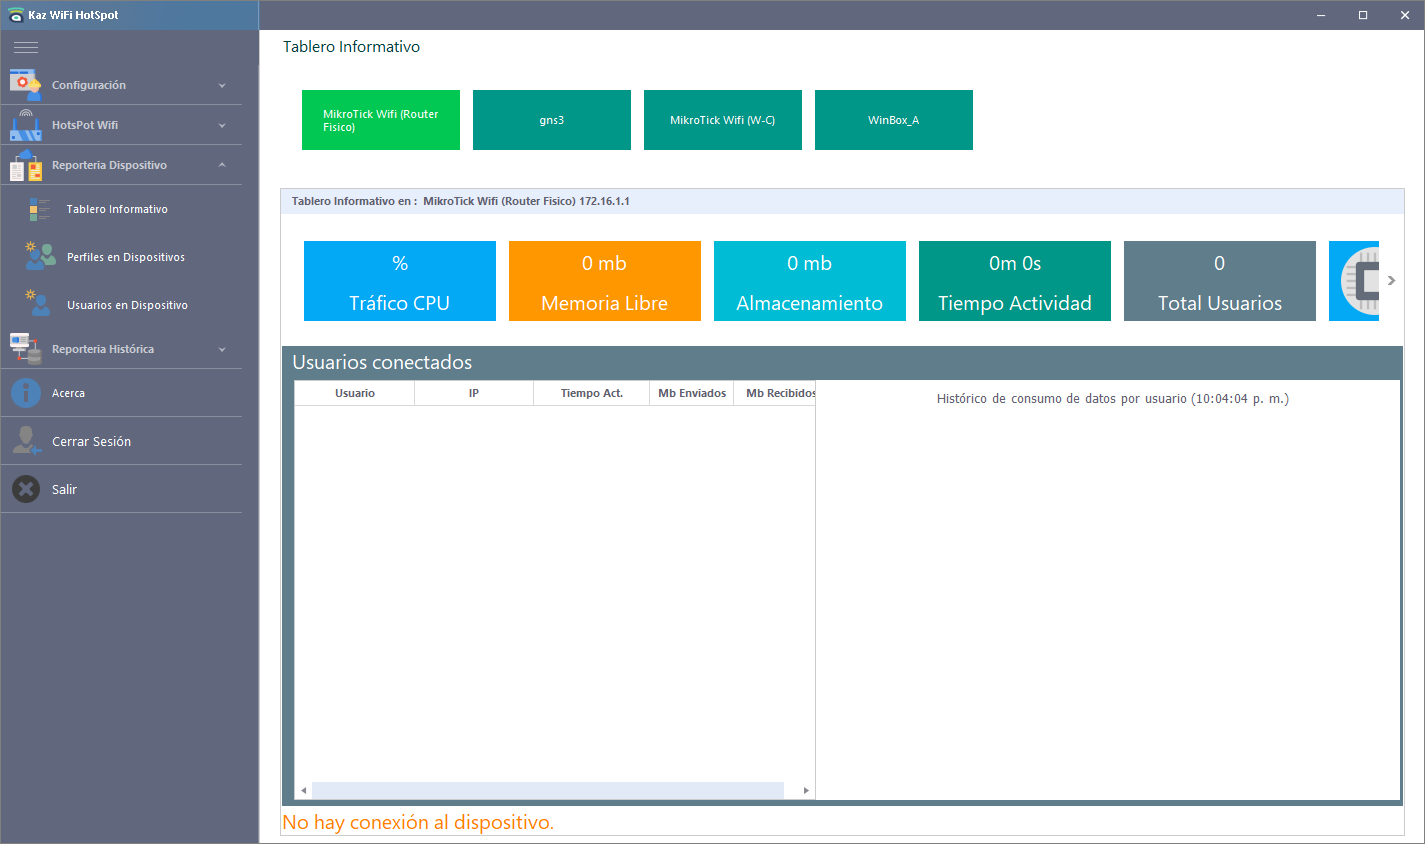 Kaz WiFi HotSpot
Configuración
HotsPot Wifi
Reporteria Dispositivo
Tablero Informativo
Perfiles en Dispositivos
Usuarios en Dispositivo
Reporteria Histórica
Acerca
Cerrar Sesión
Salir
Tablero Informativo
MikroTick Wifi (Router
Fisico)
gns3
MikroTick Wifi (W-C)
WinBox_A
Tablero Informativo en : MikroTick Wifi (Router Fisico) 172.16.1.1
%
Tráfico CPU
0 mb
Memoria Libre
0 mb
Almacenamiento
0m 0s
Tiempo Actividad
0
Total Usuarios
Usuarios conectados
Usuario IP Tiempo Act. Mb Enviados Mb Recibidos
Histórico de consumo de datos por usuario (10:04:04 p. m.)
No hay conexión al dispositivo.